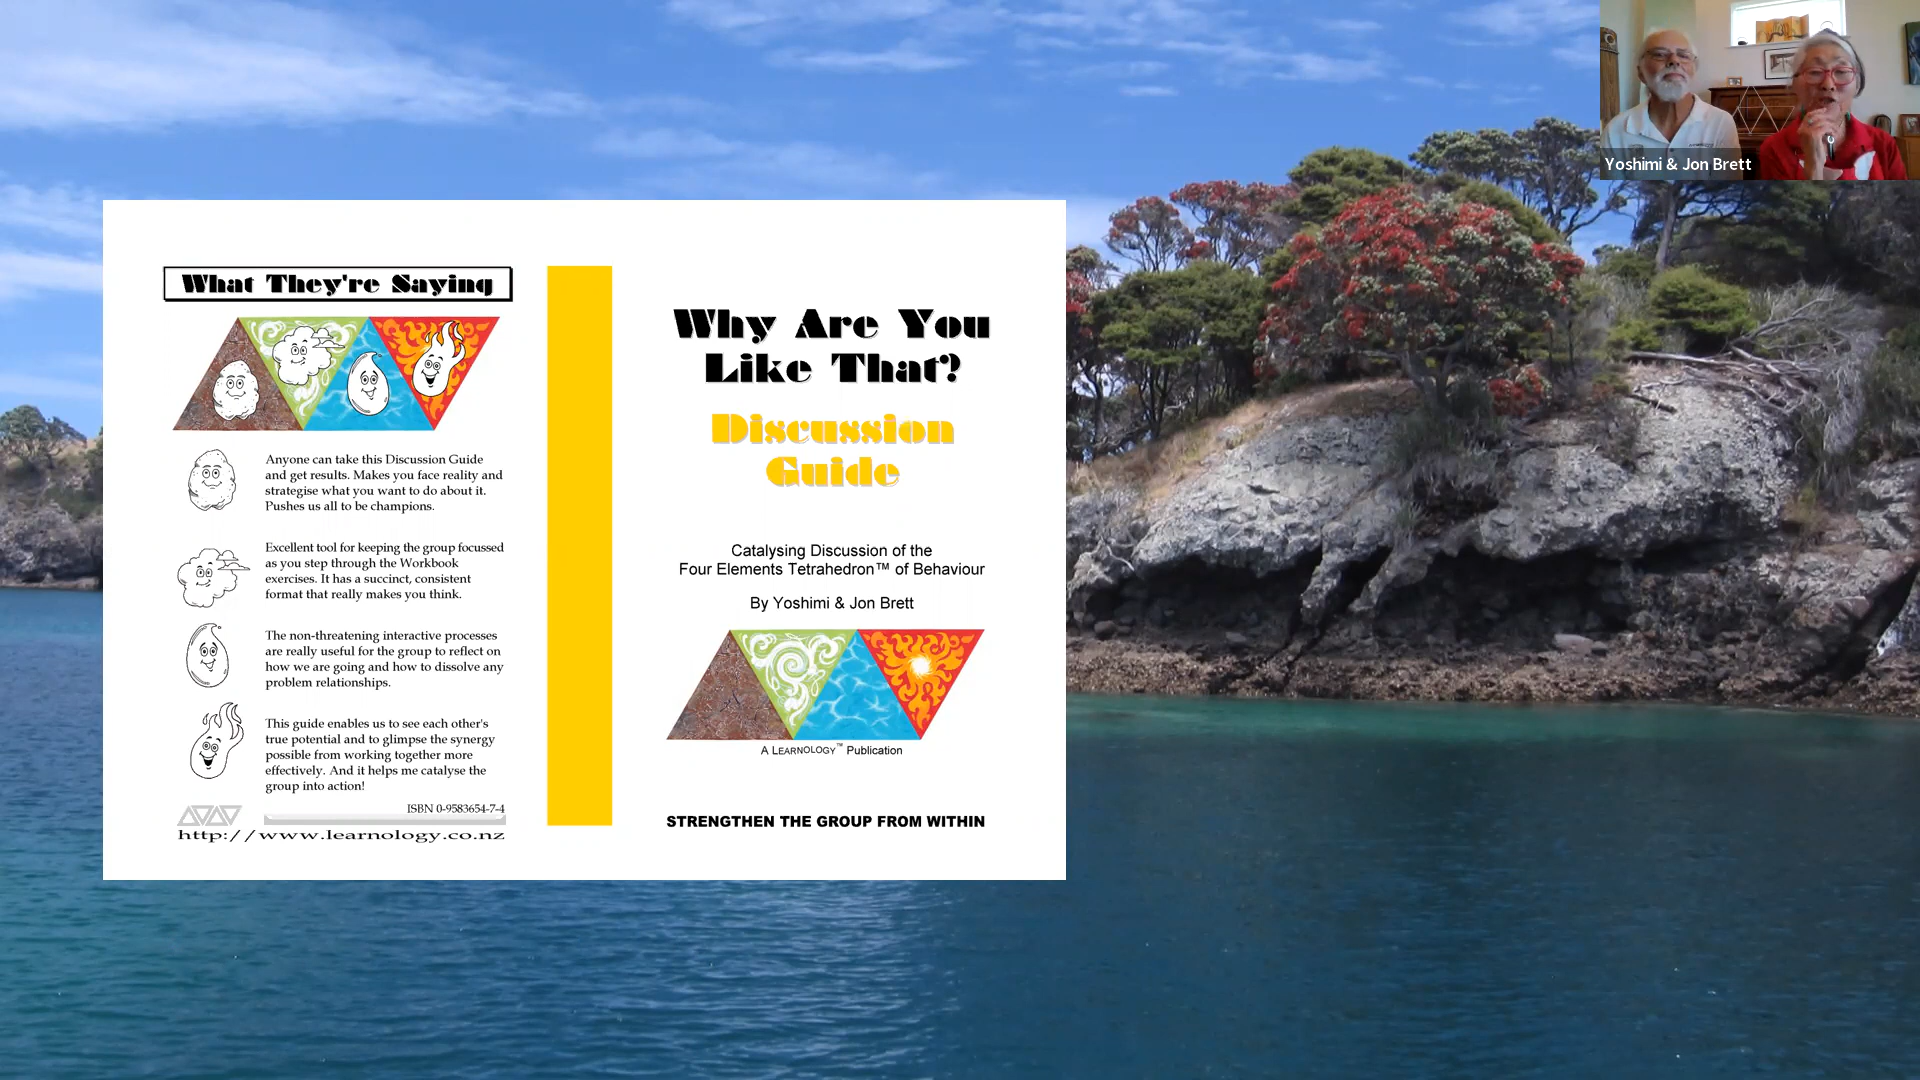 Yoshimi & Jon Brett
What They're Saying
Anyone can take this Discussion Guide
and get results. Makes you face reality and
strategise what you want to do about it.
Pushes us all to be champions.
Excellent tool for keeping the group focussed
as you step through the Workbook
exercises. It has a succinct, consistent
format that really makes you think.
The non-threatening interactive processes
are really useful for the group to reflect on
how we are going and how to dissolve any
problem relationships.
This guide enables us to see each other's
true potential and to glimpse the synergy
possible from working together more
effectively. And it helps me catalyse the
group into action!
ISBN 0-9583654-7-4
http://www.learnology.co.nz
Why Are You
Like That?
Discussion
Guide
Catalysing Discussion of the
Four Elements Tetrahedron™ of Behaviour
By Yoshimi & Jon Brett
A LEARNOLOGY™ Publication
STRENGTHEN THE GROUP FROM WITHIN